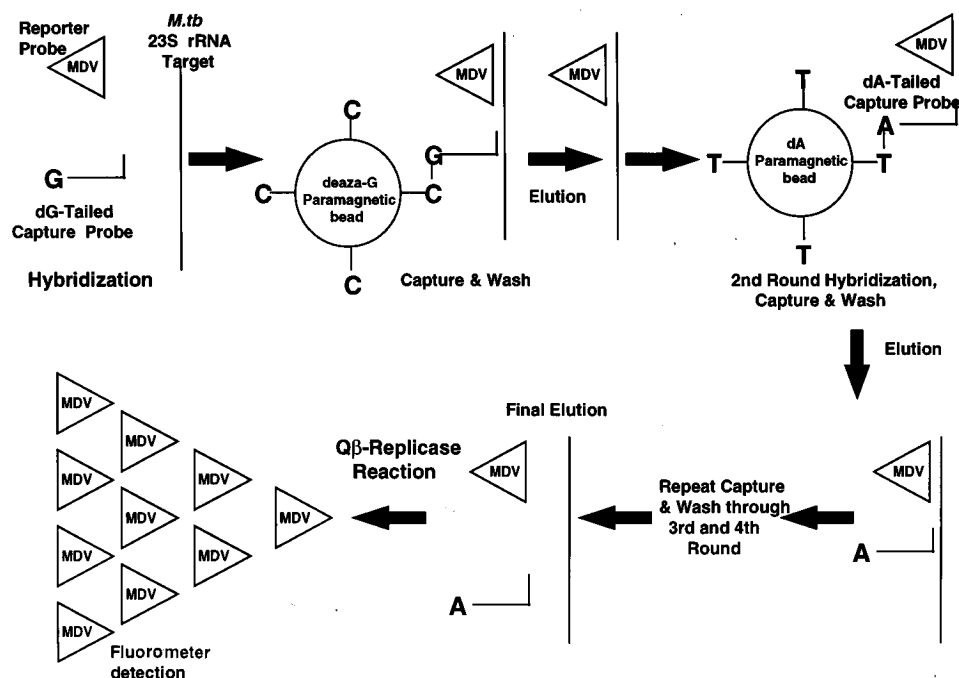 Reporter
Probe
MDV
M.tb
23S rRNA
Target
G
dG-Tailed
Capture Probe
Hybridization
C
C
C
C
deaza-G
Paramagnetic
bead
G
MDV
Capture & Wash
Elution
MDV
T
T
T
T
dA
Paramagnetic
bead
MDV
dA-Tailed
Capture Probe
A
2nd Round Hybridization,
Capture & Wash
Elution
MDV
A
Repeat Capture
& Wash through
3rd and 4th
Round
Final Elution
MDV
A
Qβ-Replicase
Reaction
MDV
MDV
MDV
MDV
MDV
MDV
MDV
MDV
MDV
MDV
Fluorometer
detection